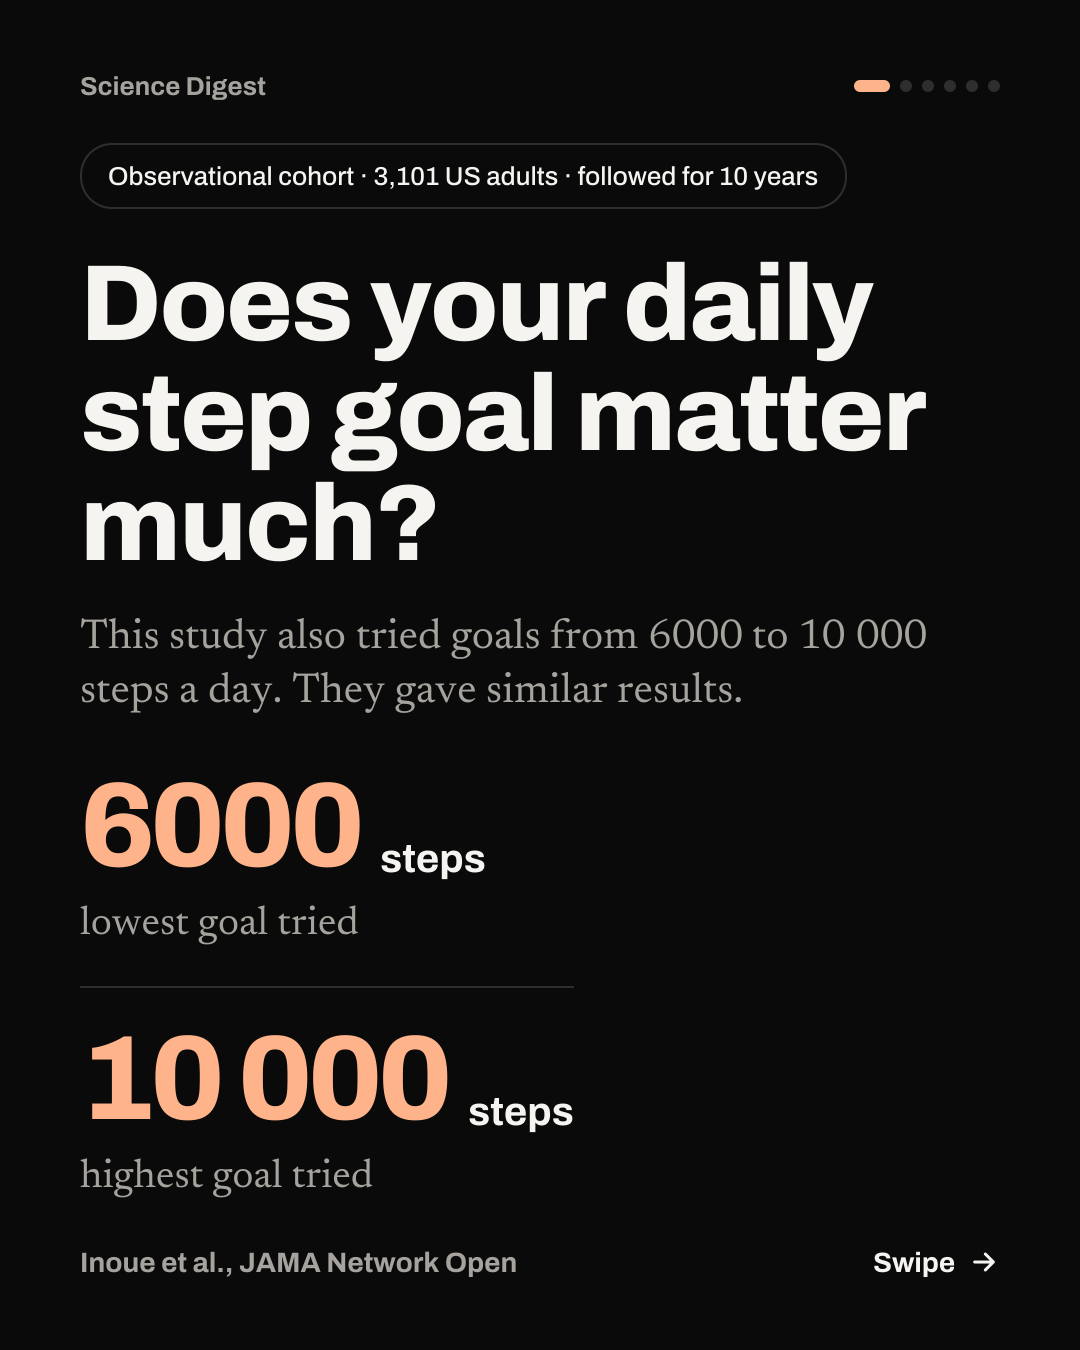 Science Digest
Observational cohort · 3,101 US adults · followed for 10 years
Does your daily
step goal matter
much?
This study also tried goals from 6000 to 10 000
steps a day. They gave similar results.
6000 steps
lowest goal tried
10 000 steps
highest goal tried
Inoue et al., JAMA Network Open
Swipe →